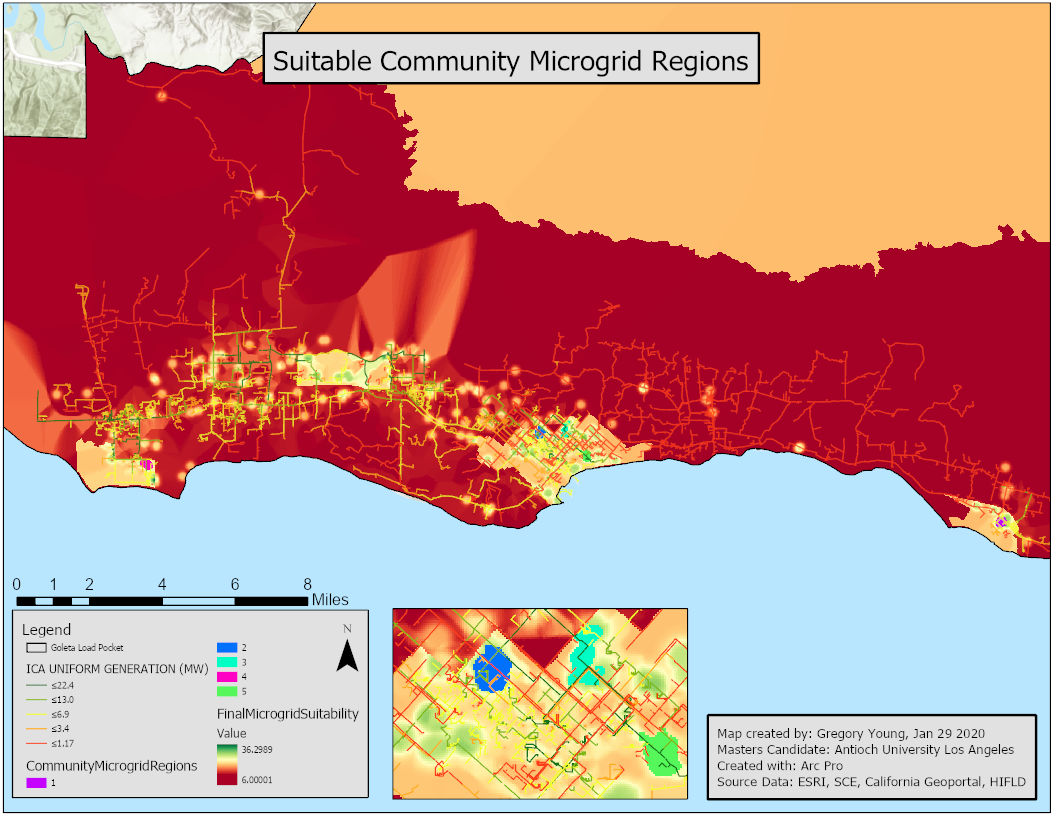 Suitable Community Microgrid Regions
0 1 2 4 6 8
Miles
Legend
Goleta Load Pocket
ICA UNIFORM GENERATION (MW)
≤22.4
≤13.0
≤6.9
≤3.4
≤1.17
CommunityMicrogridRegions
1
2
3
4
5
FinalMicrogridSuitability
Value
36.2989
6.00001
N
Map created by: Gregory Young, Jan 29 2020
Masters Candidate: Antioch University Los Angeles
Created with: Arc Pro
Source Data: ESRI, SCE, California Geoportal, HIFLD